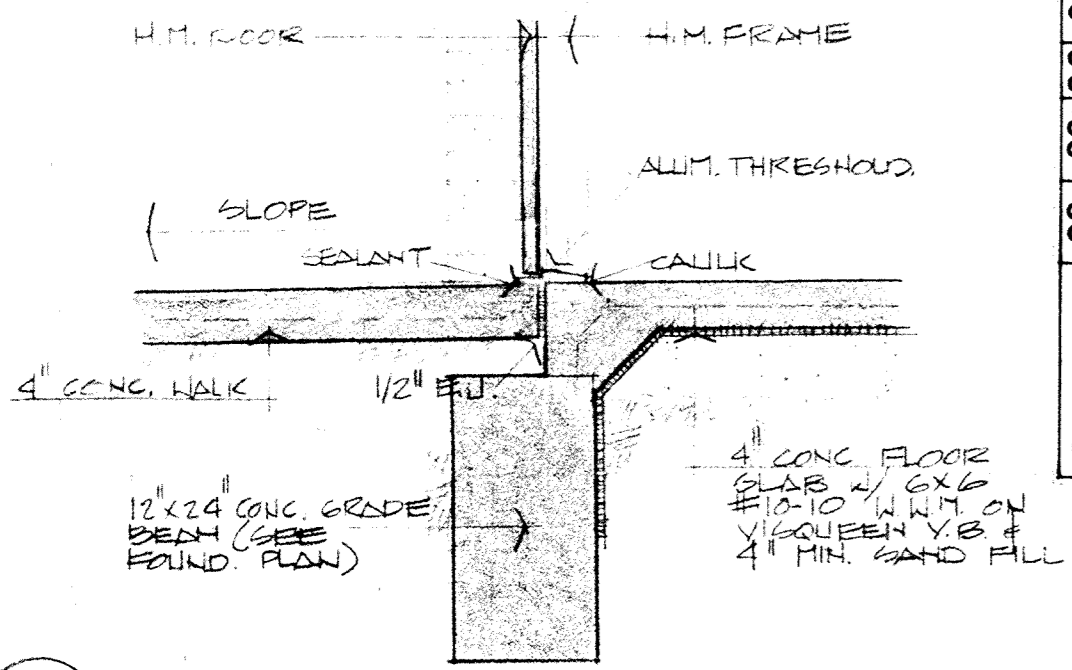 H.M. DOOR
H.M. FRAME
ALUM. THRESHOLD.
SLOPE
SEALANT
CAULK
4" CONC. WALK
1/2" E.J.
12"X24" CONC. GRADE
BEAM (SEE
FOUND. PLAN)
4" CONC FLOOR
SLAB W/ 6X6
#10-10 W.W.M. ON
VISQUEEN V.B. &
4" MIN. SAND FILL